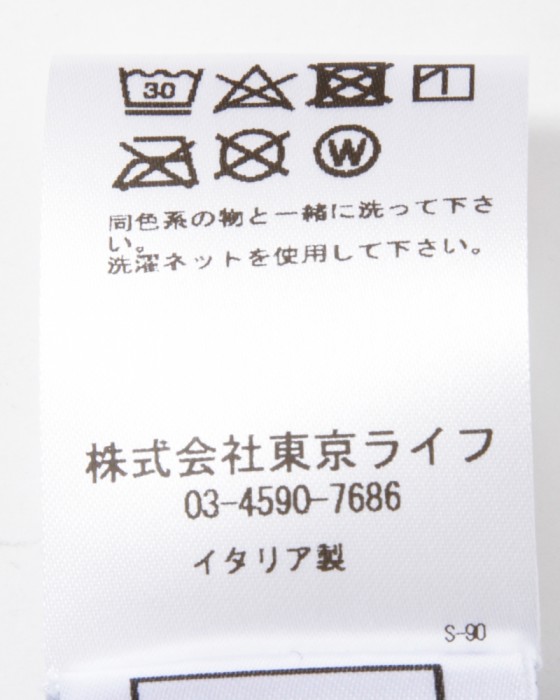 30
W
同色系の物と一緒に洗って下さ
い。
洗濯ネットを使用して下さい。
株式会社東京ライフ
03-4590-7686
イタリア製
S-90